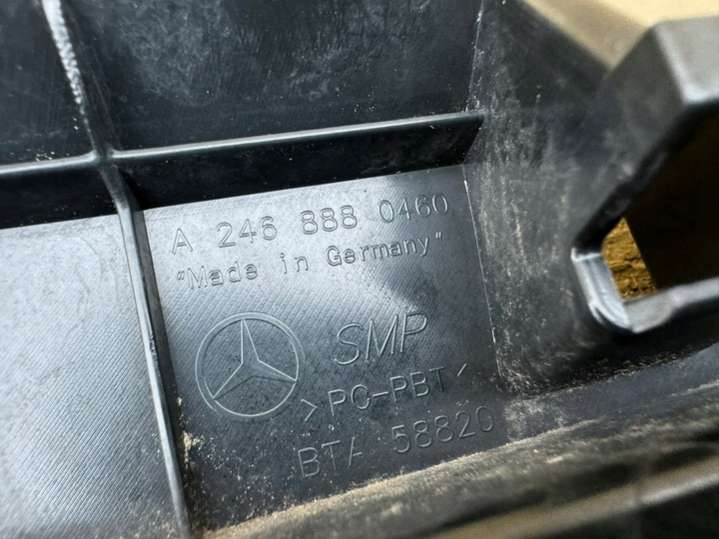 A 246 888 0460
"Made in Germany"
SMP
>PC-PBT<
BTA 58820